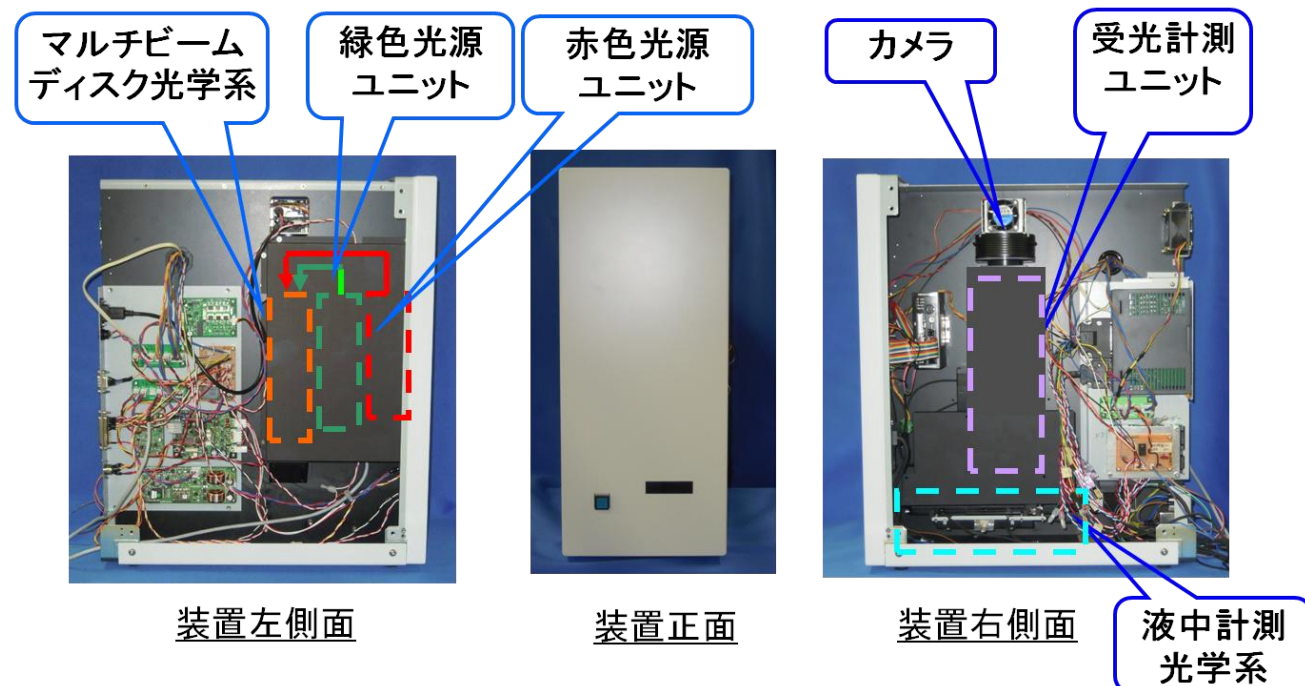 マルチビーム
ディスク光学系
緑色光源
ユニット
赤色光源
ユニット
カメラ
受光計測
ユニット
装置左側面
装置正面
装置右側面
液中計測
光学系